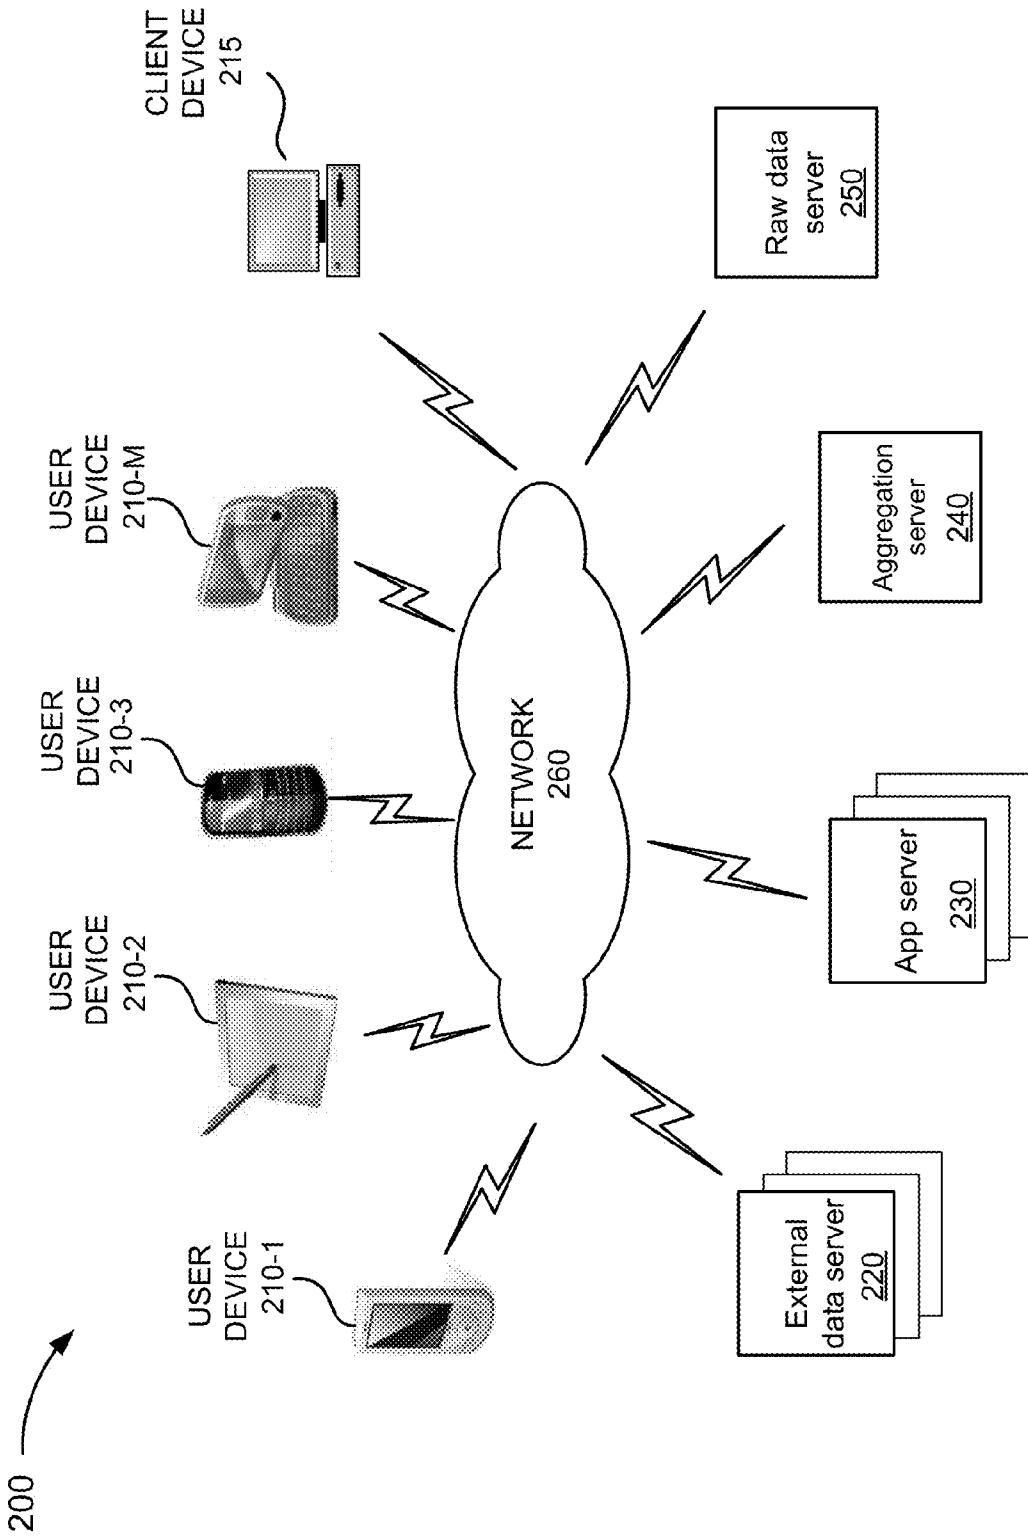 200
USER
DEVICE
210-1
USER
DEVICE
210-2
USER
DEVICE
210-3
USER
DEVICE
210-M
CLIENT
DEVICE
215
NETWORK
260
External
data server
220
App server
230
Aggregation
server
240
Raw data
server
250